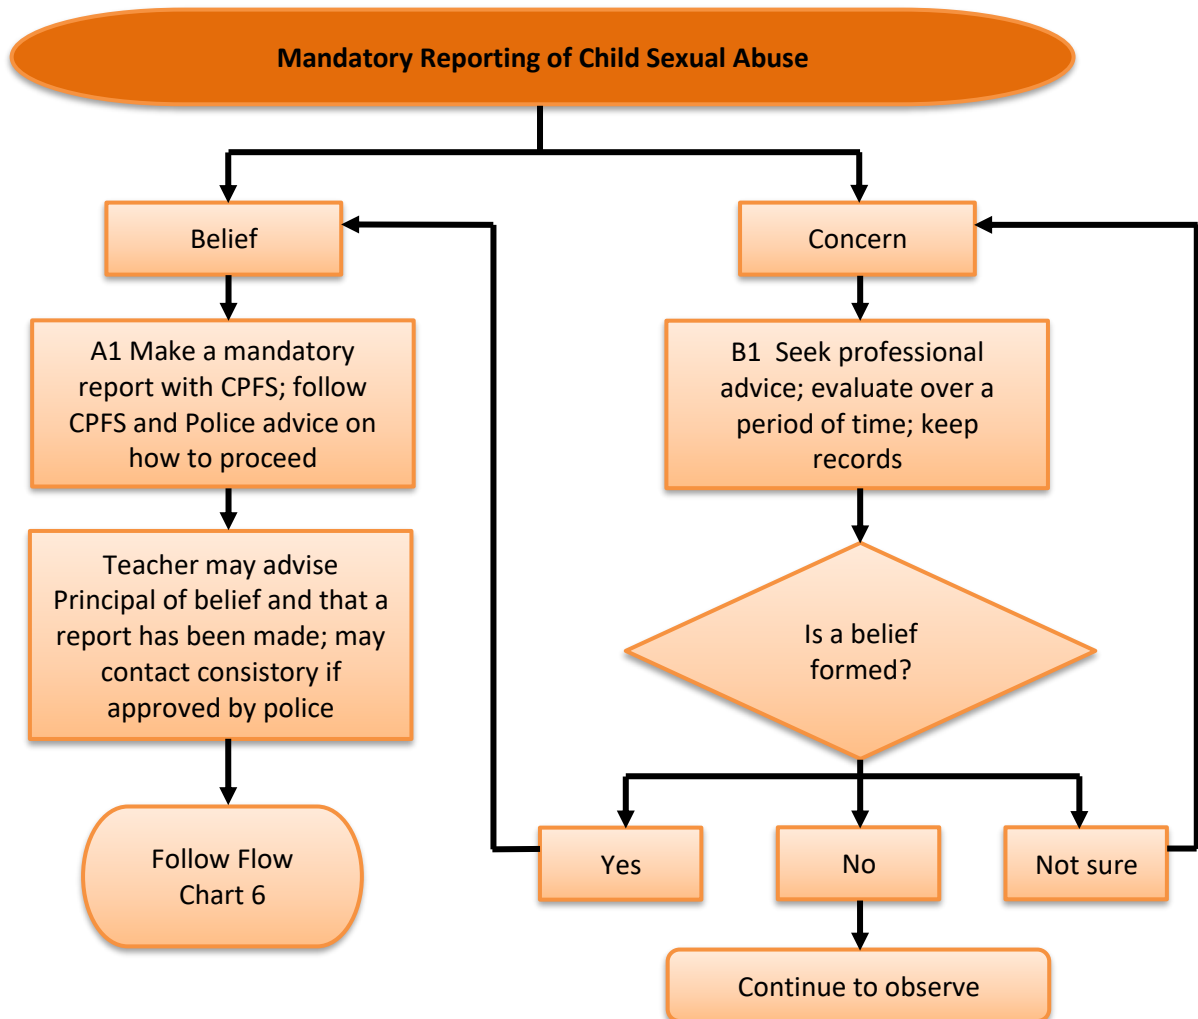 Mandatory Reporting of Child Sexual Abuse
Belief
Concern
A1 Make a mandatory
report with CPFS; follow
CPFS and Police advice on
how to proceed
B1  Seek professional
advice; evaluate over a
period of time; keep
records
Teacher may advise
Principal of belief and that a
report has been made; may
contact consistory if
approved by police
Is a belief
formed?
Follow Flow
Chart 6
Yes
No
Not sure
Continue to observe